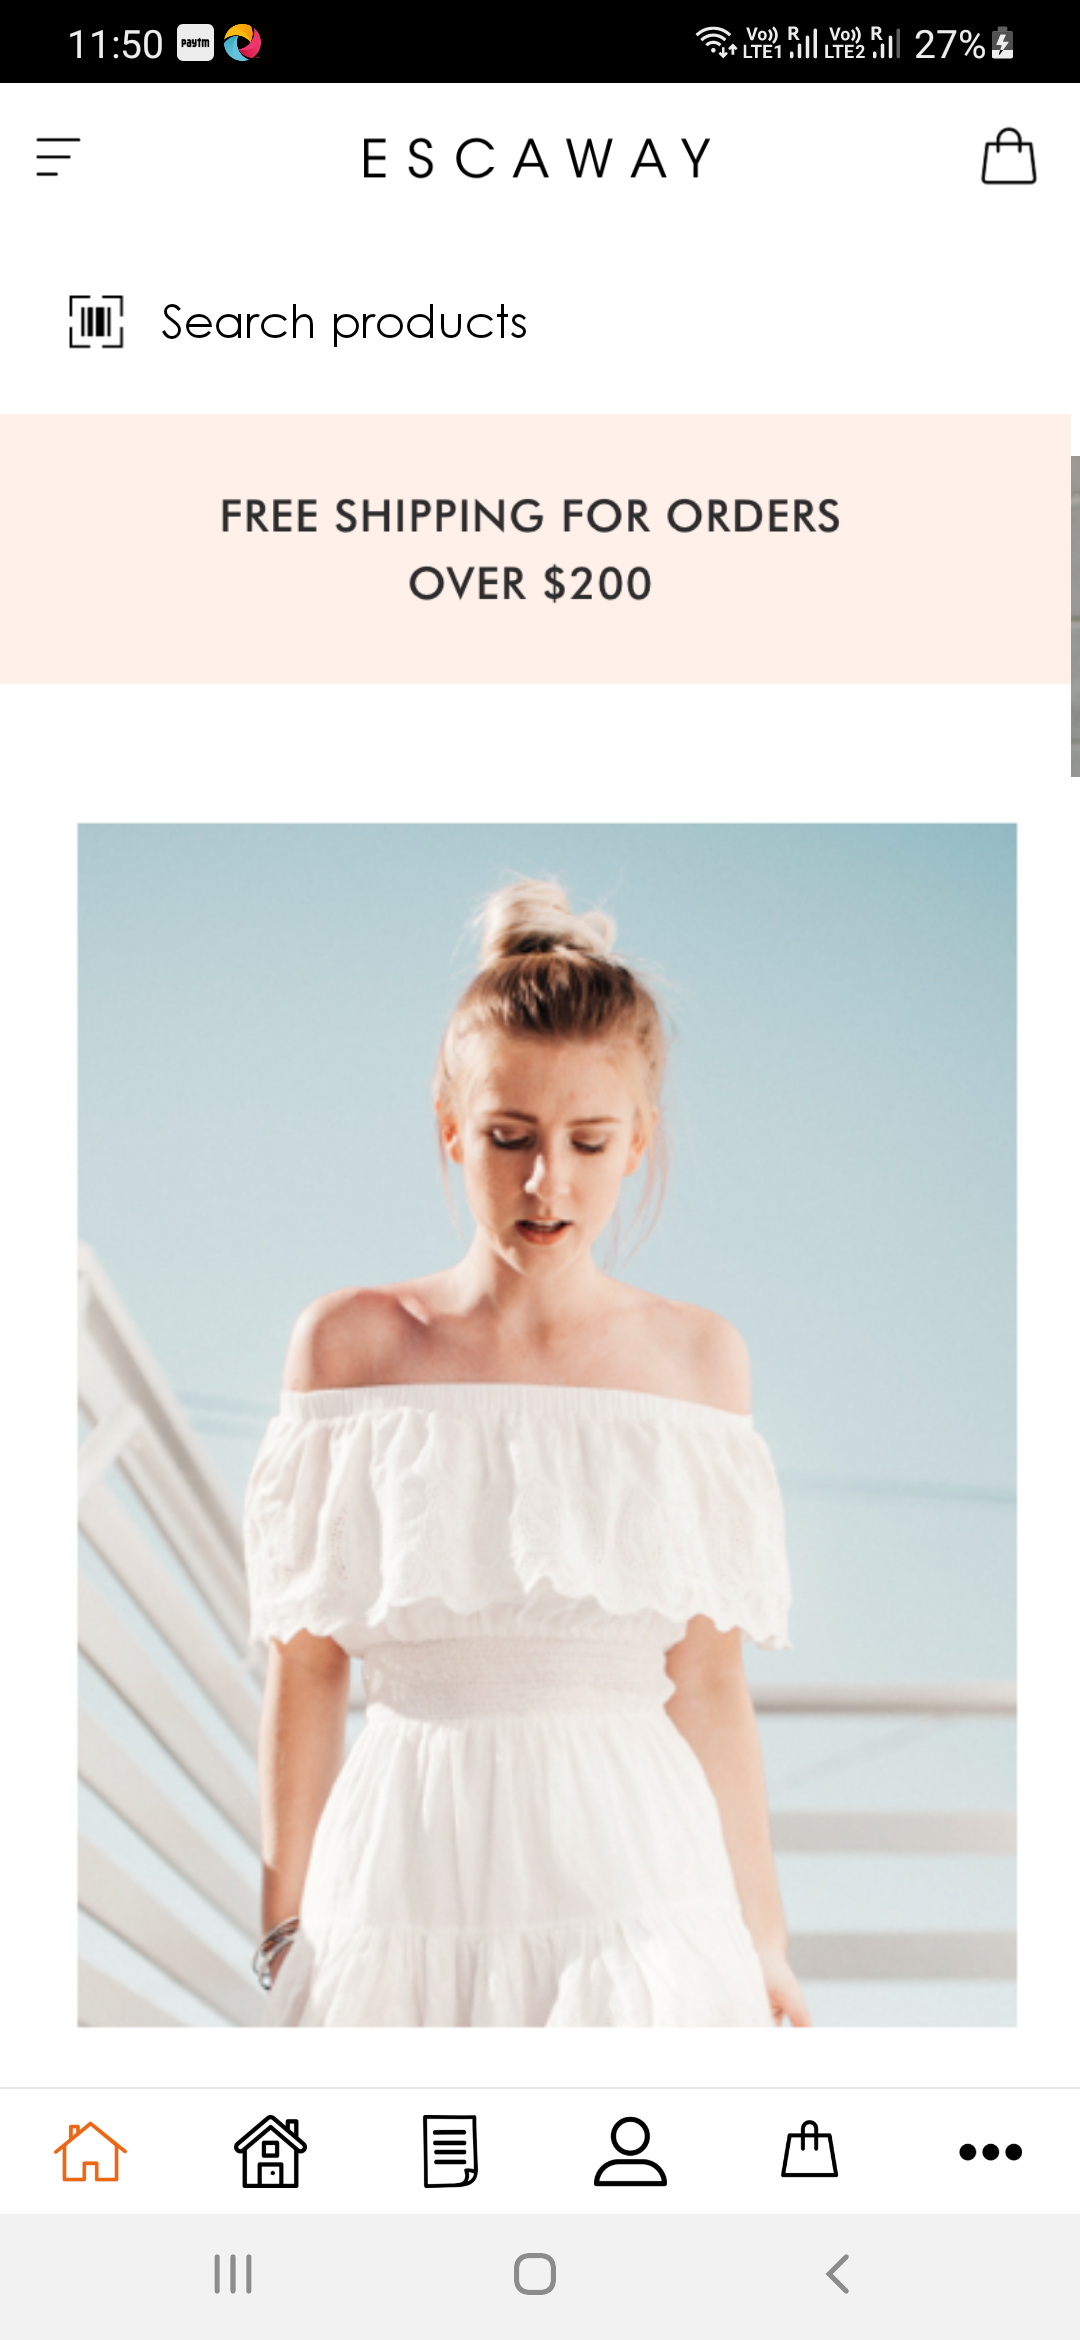 11:50 paytm Vo)) R Vo)) R 27%
LTE1 LTE2
ESCAWAY
Search products
FREE SHIPPING FOR ORDERS
OVER $200